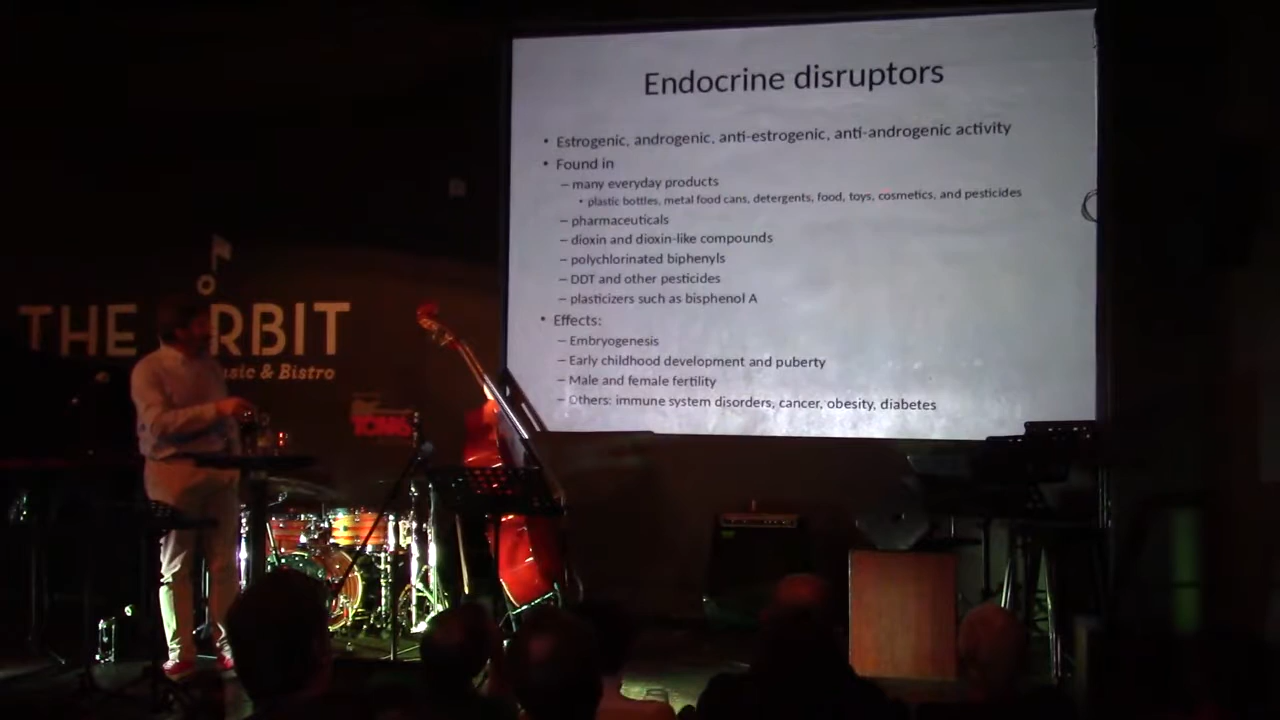 Endocrine disruptors
• Estrogenic, androgenic, anti-estrogenic, anti-androgenic activity
• Found in
– many everyday products
• plastic bottles, metal food cans, detergents, food, toys, cosmetics, and pesticides
– pharmaceuticals
– dioxin and dioxin-like compounds
– polychlorinated biphenyls
– DDT and other pesticides
– plasticizers such as bisphenol A
• Effects:
– Embryogenesis
– Early childhood development and puberty
– Male and female fertility
– Others: immune system disorders, cancer, obesity, diabetes
THE ORBIT
& Bistro